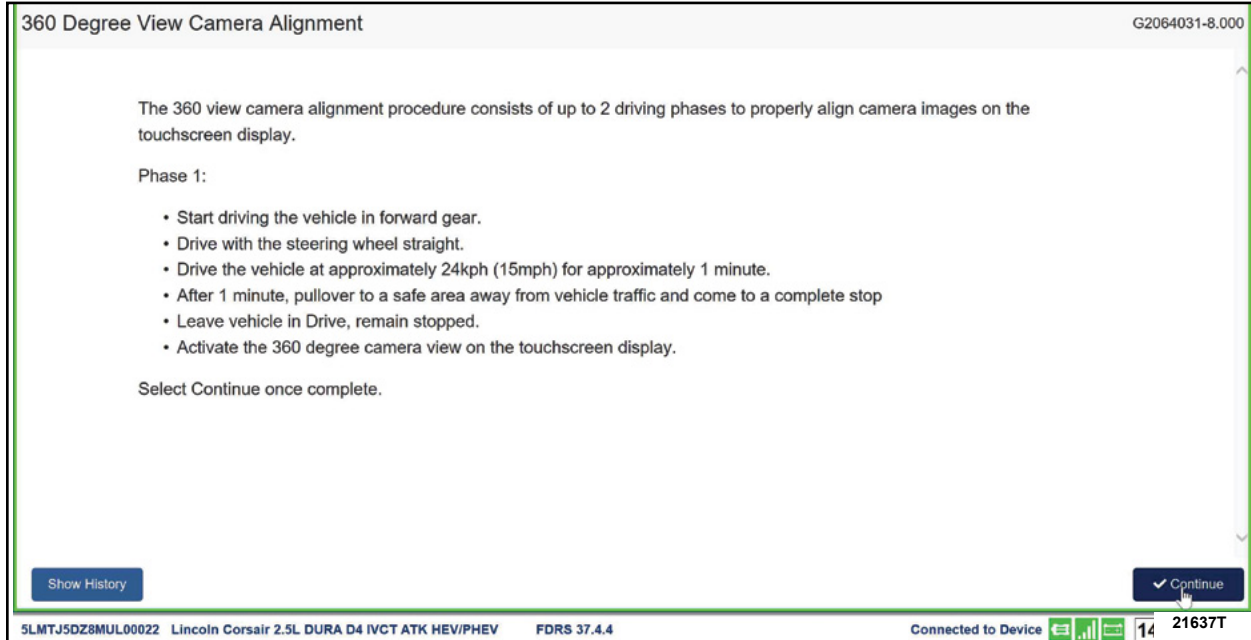 360 Degree View Camera Alignment
G2064031-8.000
The 360 view camera alignment procedure consists of up to 2 driving phases to properly align camera images on the
touchscreen display.
Phase 1:
• Start driving the vehicle in forward gear.
• Drive with the steering wheel straight.
• Drive the vehicle at approximately 24kph (15mph) for approximately 1 minute.
• After 1 minute, pullover to a safe area away from vehicle traffic and come to a complete stop
• Leave vehicle in Drive, remain stopped.
• Activate the 360 degree camera view on the touchscreen display.
Select Continue once complete.
Show History
Continue
5LMTJ5DZ8MUL00022 Lincoln Corsair 2.5L DURA D4 IVCT ATK HEV/PHEV FDRS 37.4.4 Connected to Device 14
21637T